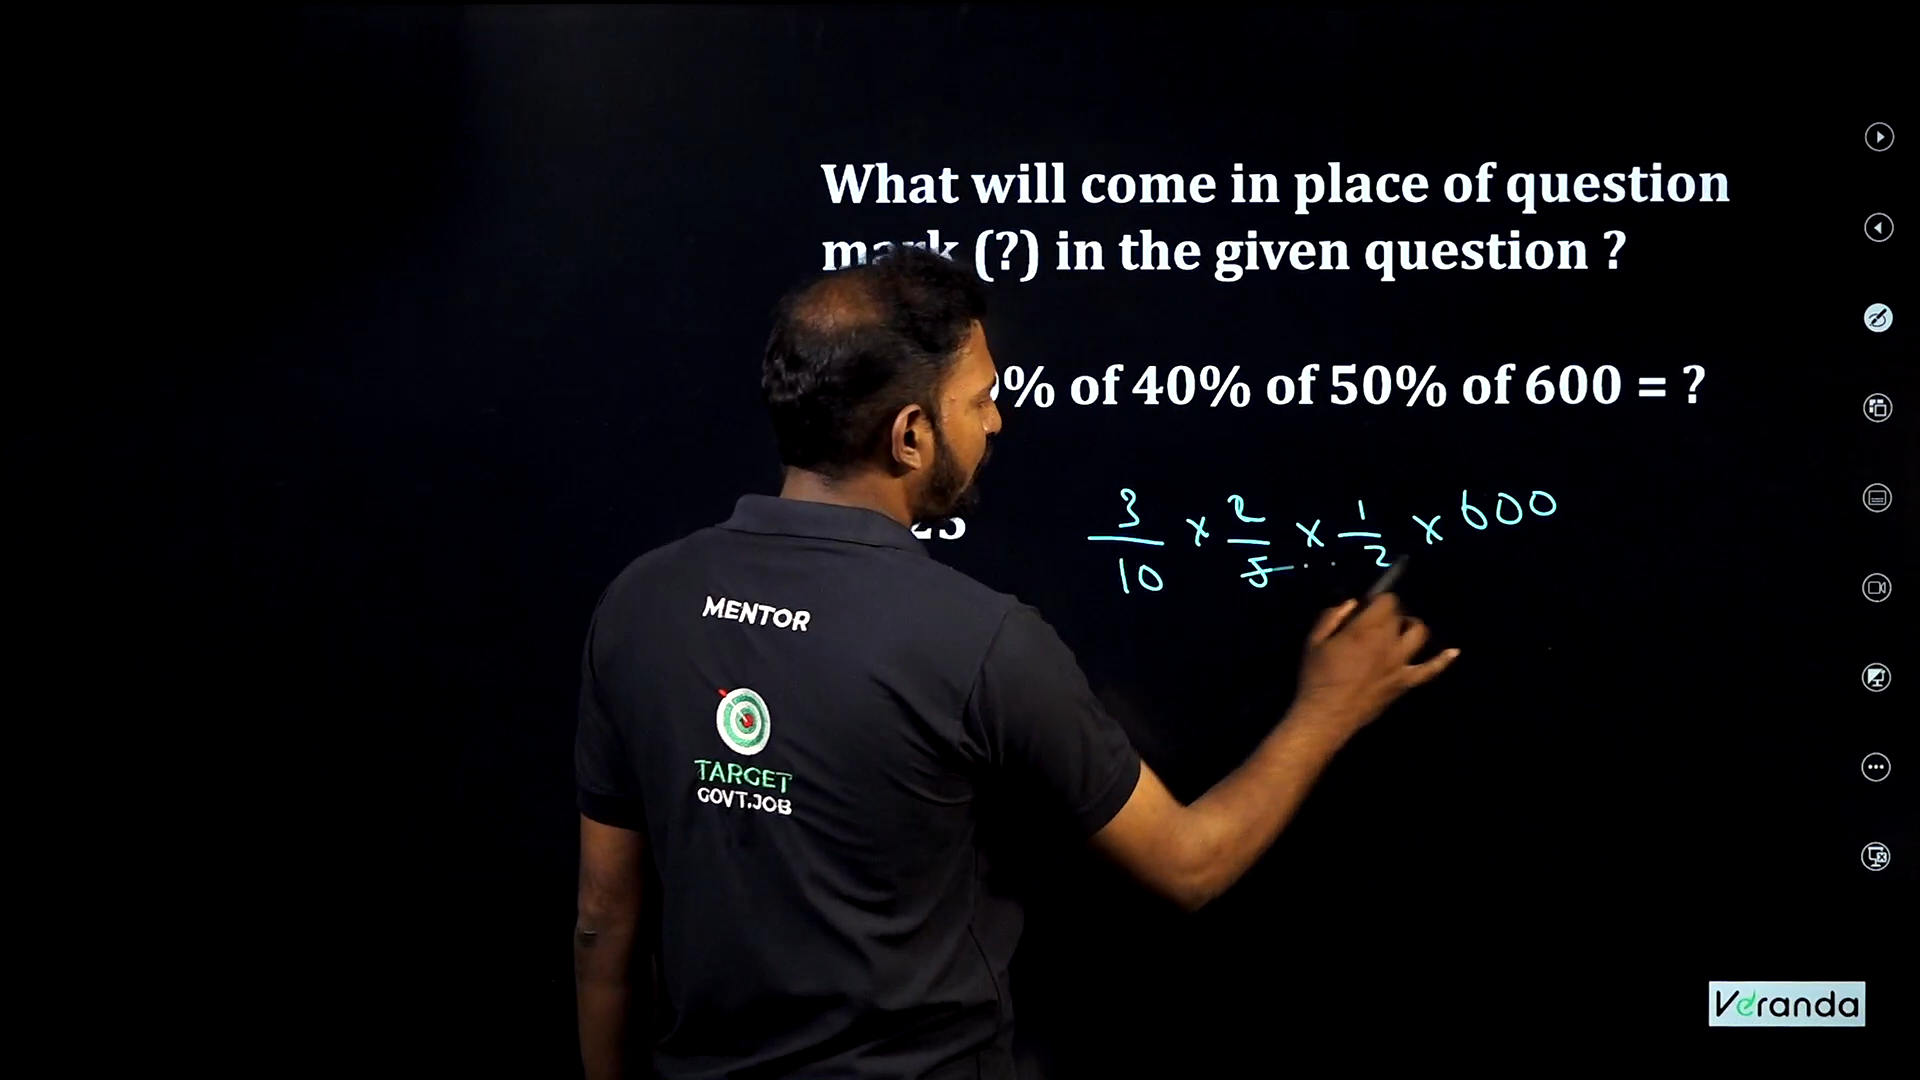 What will come in place of question
mark (?) in the given question ?
% of 40% of 50% of 600 = ?
3/10 × 2/5 × 1/2 × 600
MENTOR
TARGET
GOVT.JOB
Veranda